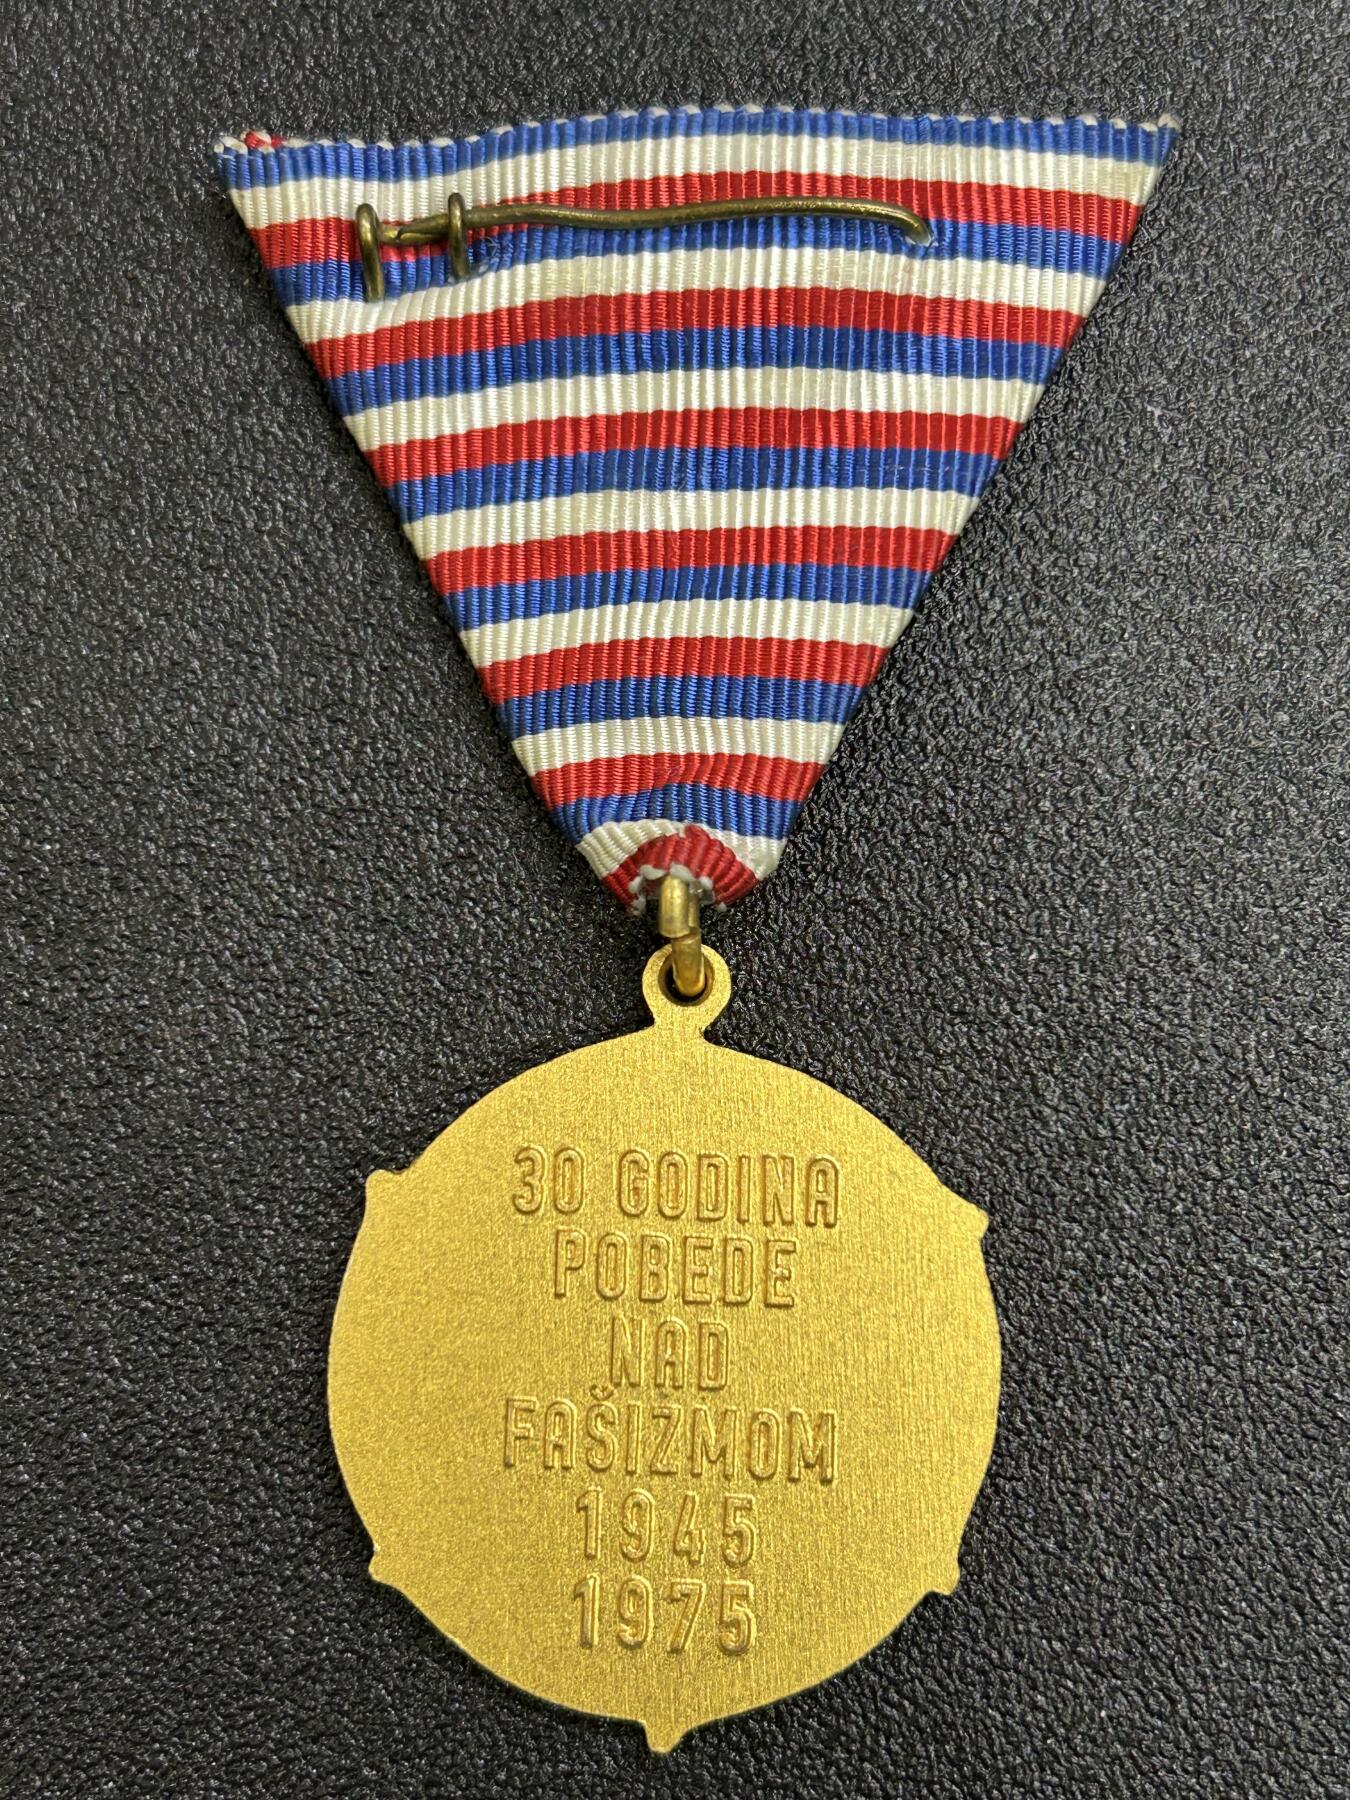 30 GODINA
POBEDE
NAD
FAŠIZMOM
1945
1975